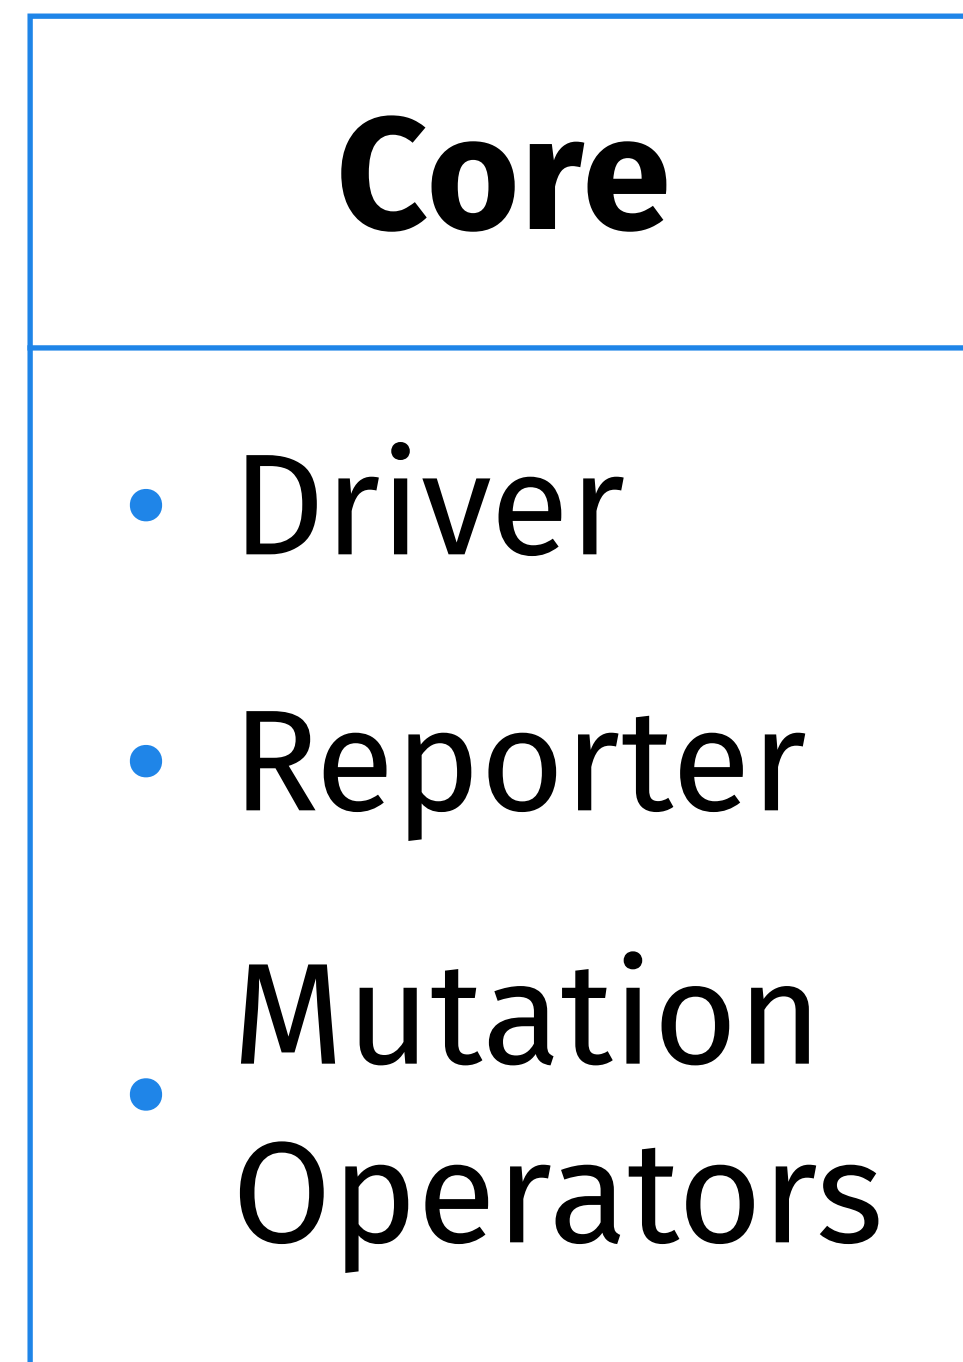 Core
• Driver
• Reporter
• Mutation
Operators